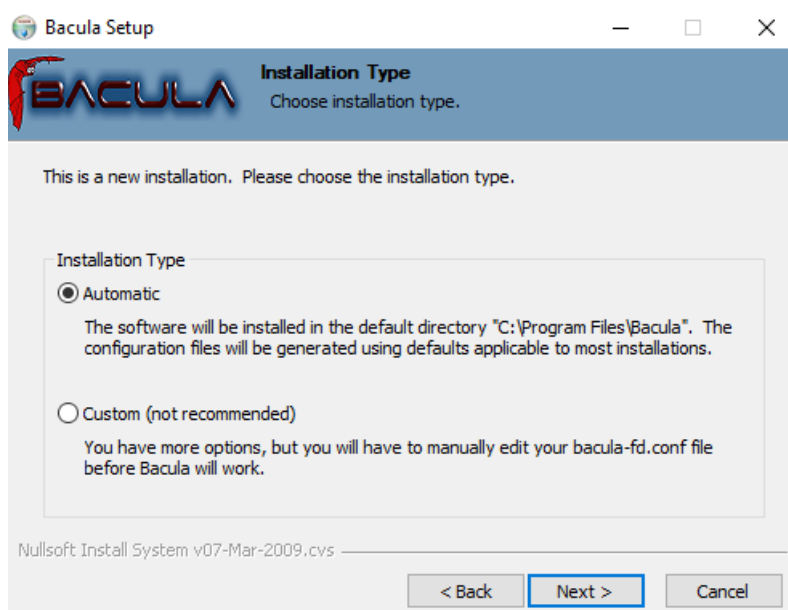 Bacula Setup
BACULA
Installation Type
Choose installation type.
This is a new installation.  Please choose the installation type.
Installation Type
Automatic
The software will be installed in the default directory "C:\Program Files\Bacula".  The
configuration files will be generated using defaults applicable to most installations.
Custom (not recommended)
You have more options, but you will have to manually edit your bacula-fd.conf file
before Bacula will work.
Nullsoft Install System v07-Mar-2009.cvs
< Back
Next >
Cancel